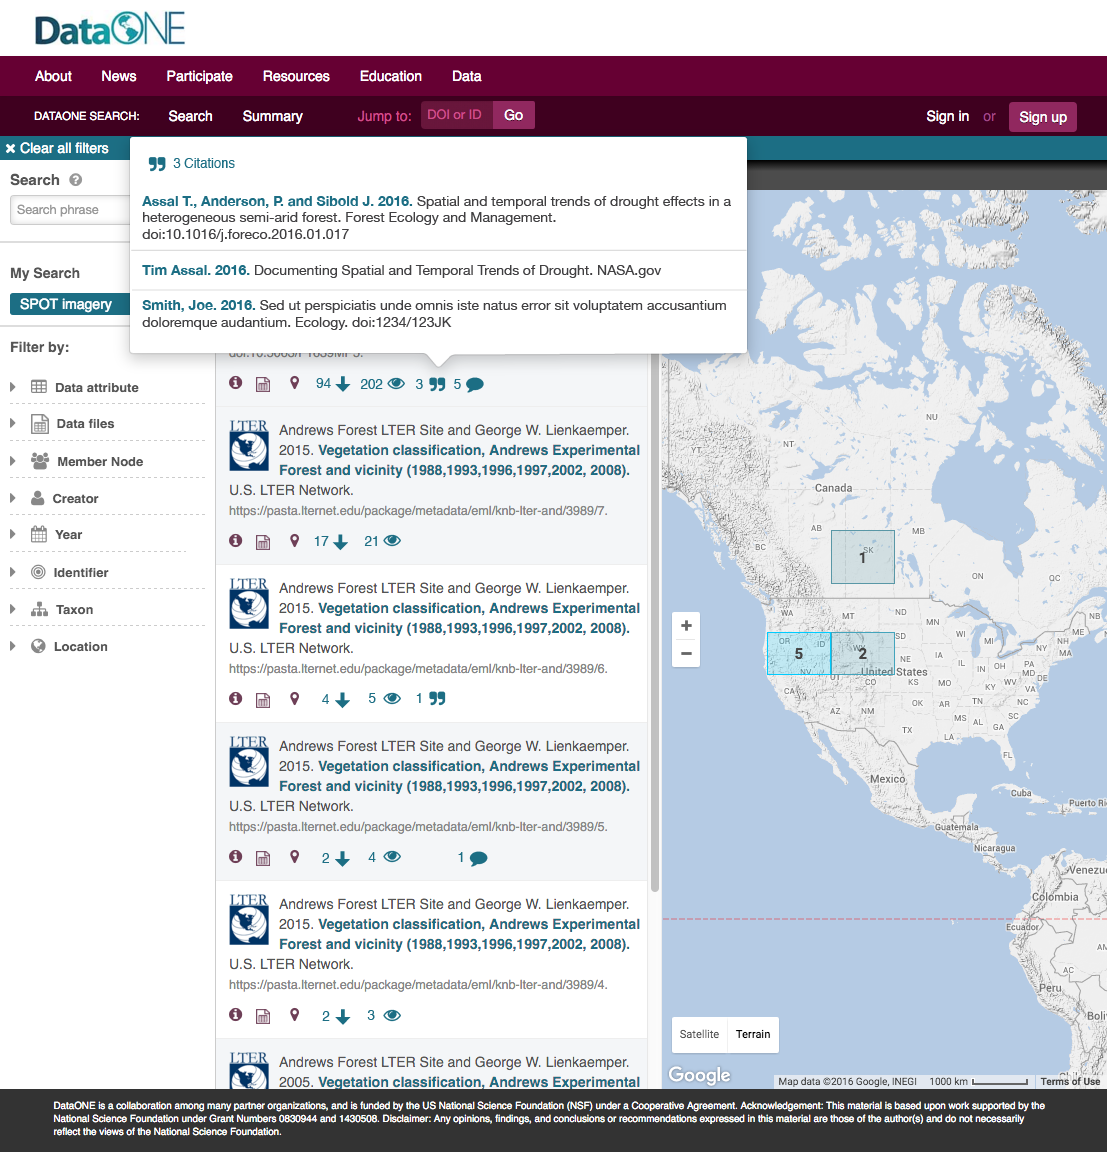 DataONE
About News Participate Resources Education Data
DATAONE SEARCH: Search Summary Jump to: DOI or ID Go Sign in or Sign up
Clear all filters
Search
Search phrase
My Search
SPOT imagery
Filter by:
Data attribute
Data files
Member Node
Creator
Year
Identifier
Taxon
Location
3 Citations
Assal T., Anderson, P. and Sibold J. 2016. Spatial and temporal trends of drought effects in a
heterogeneous semi-arid forest. Forest Ecology and Management.
doi:10.1016/j.foreco.2016.01.017
Tim Assal. 2016. Documenting Spatial and Temporal Trends of Drought. NASA.gov
Smith, Joe. 2016. Sed ut perspiciatis unde omnis iste natus error sit voluptatem accusantium
doloremque audantium. Ecology. doi:1234/123JK
94 202 3 5
LTER
Andrews Forest LTER Site and George W. Lienkaemper.
2015. Vegetation classification, Andrews Experimental
Forest and vicinity (1988,1993,1996,1997,2002, 2008).
U.S. LTER Network.
https://pasta.lternet.edu/package/metadata/eml/knb-lter-and/3989/7.
17 21
LTER
Andrews Forest LTER Site and George W. Lienkaemper.
2015. Vegetation classification, Andrews Experimental
Forest and vicinity (1988,1993,1996,1997,2002, 2008).
U.S. LTER Network.
https://pasta.lternet.edu/package/metadata/eml/knb-lter-and/3989/6.
4 5 1
LTER
Andrews Forest LTER Site and George W. Lienkaemper.
2015. Vegetation classification, Andrews Experimental
Forest and vicinity (1988,1993,1996,1997,2002, 2008).
U.S. LTER Network.
https://pasta.lternet.edu/package/metadata/eml/knb-lter-and/3989/5.
2 4 1
LTER
Andrews Forest LTER Site and George W. Lienkaemper.
2015. Vegetation classification, Andrews Experimental
Forest and vicinity (1988,1993,1996,1997,2002, 2008).
U.S. LTER Network.
https://pasta.lternet.edu/package/metadata/eml/knb-lter-and/3989/4.
2 3
LTER
Andrews Forest LTER Site and George W. Lienkaemper.
2005. Vegetation classification, Andrews Experimental
NU
NT
YT
Canada
AB
MB
SK
1
BC
ON
QC
WA
MT
ND
MN
NB
ME
OR
ID
SD
WI
MI
NH
NY
MA
5
2
NE
IA
IL
IN
OH
PA
NV
UT
CO
United States
KS
MO
KY
WV
MD
DE
VA
CA
OK
AR
TN
NC
AZ
NM
MS
AL
SC
GA
TX
LA
FL
Mexico
Cuba
Puerto Ri
Guatemala
Nicaragua
Venezue
Colombia
Ecuador
AM
AC
Peru
Boliv
Chil
+
−
Satellite Terrain
Google
Map data ©2016 Google, INEGI 1000 km Terms of Use
DataONE is a collaboration among many partner organizations, and is funded by the US National Science Foundation (NSF) under a Cooperative Agreement. Acknowledgement: This material is based upon work supported by the
National Science Foundation under Grant Numbers 0830944 and 1430508. Disclaimer: Any opinions, findings, and conclusions or recommendations expressed in this material are those of the author(s) and do not necessarily
reflect the views of the National Science Foundation.